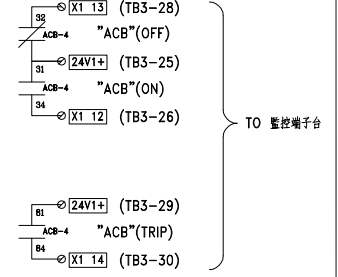 32 X1 13 (TB3-28)
ACB-4 "ACB"(OFF)
31 24V1+ (TB3-25)
ACB-4 "ACB"(ON)
34 X1 12 (TB3-26)
TO 監控端子台
81 24V1+ (TB3-29)
ACB-4 "ACB"(TRIP)
84 X1 14 (TB3-30)